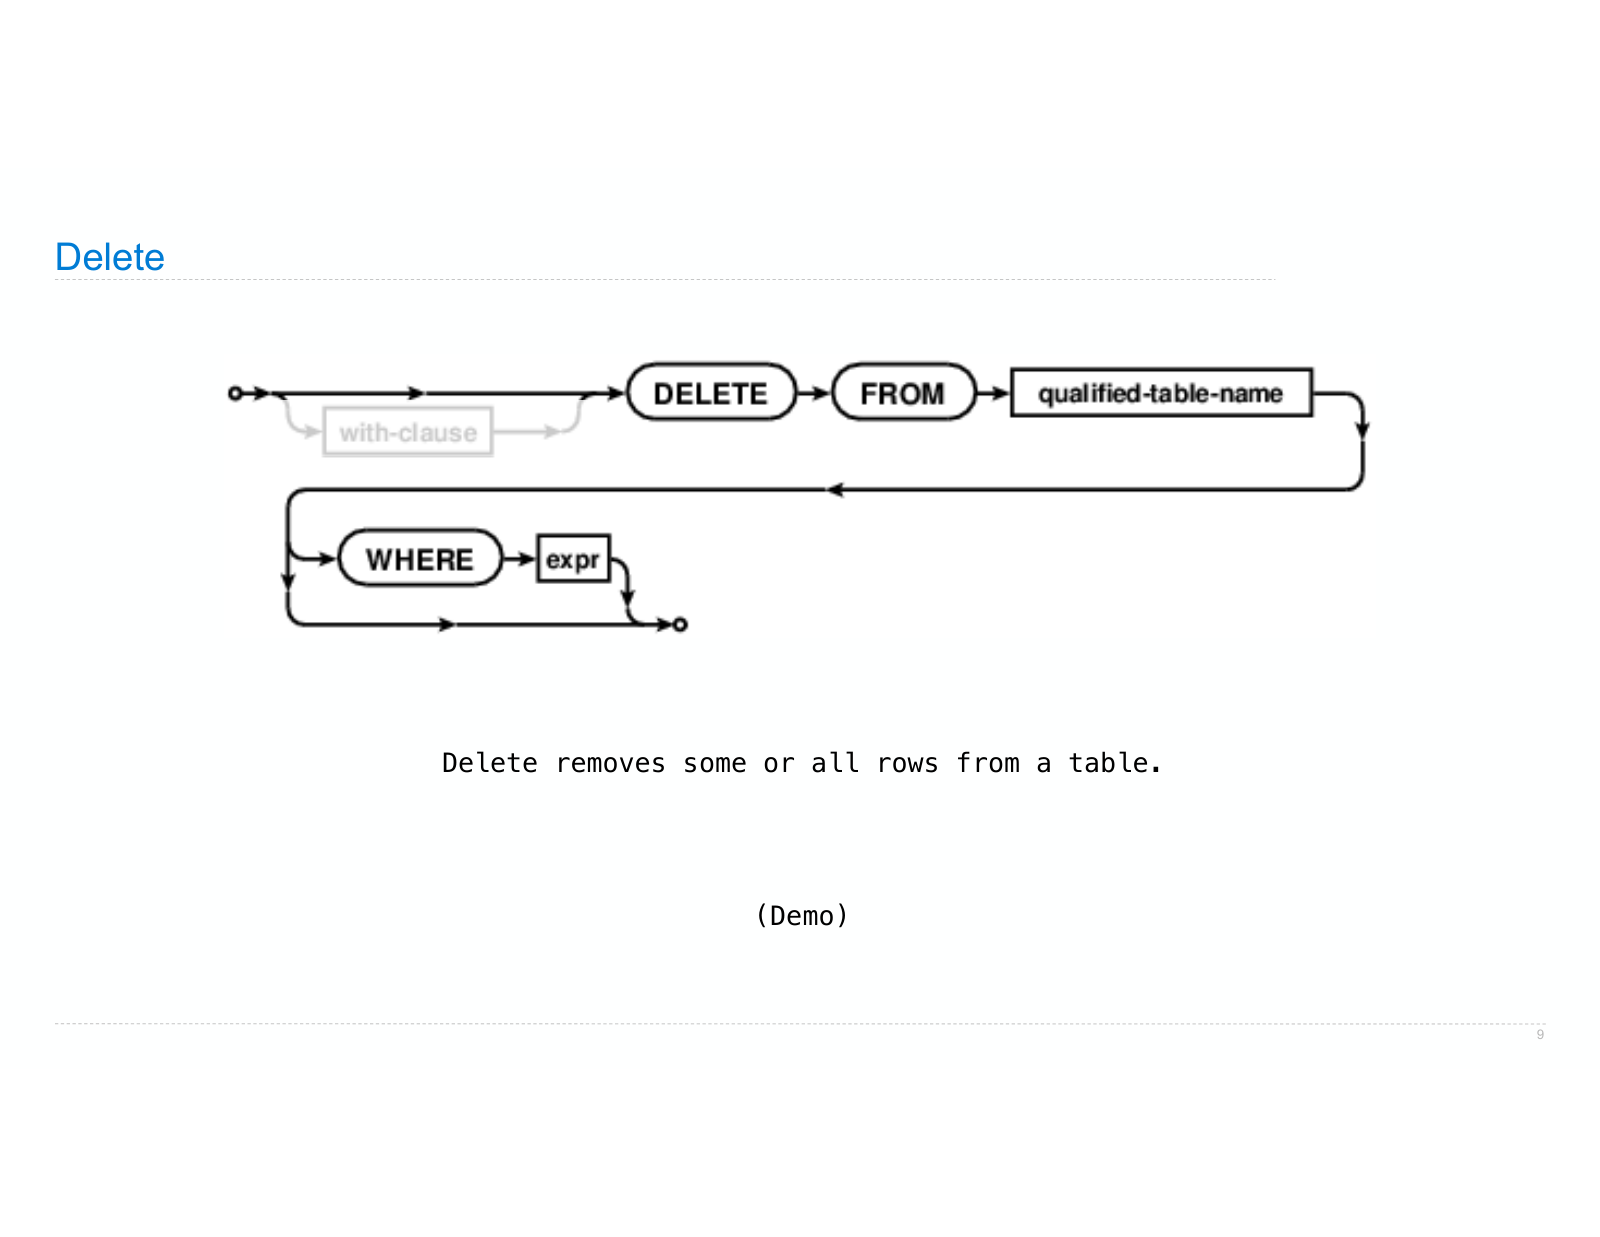 Delete
DELETE FROM qualified-table-name
with-clause
WHERE expr
Delete removes some or all rows from a table.
(Demo)
9